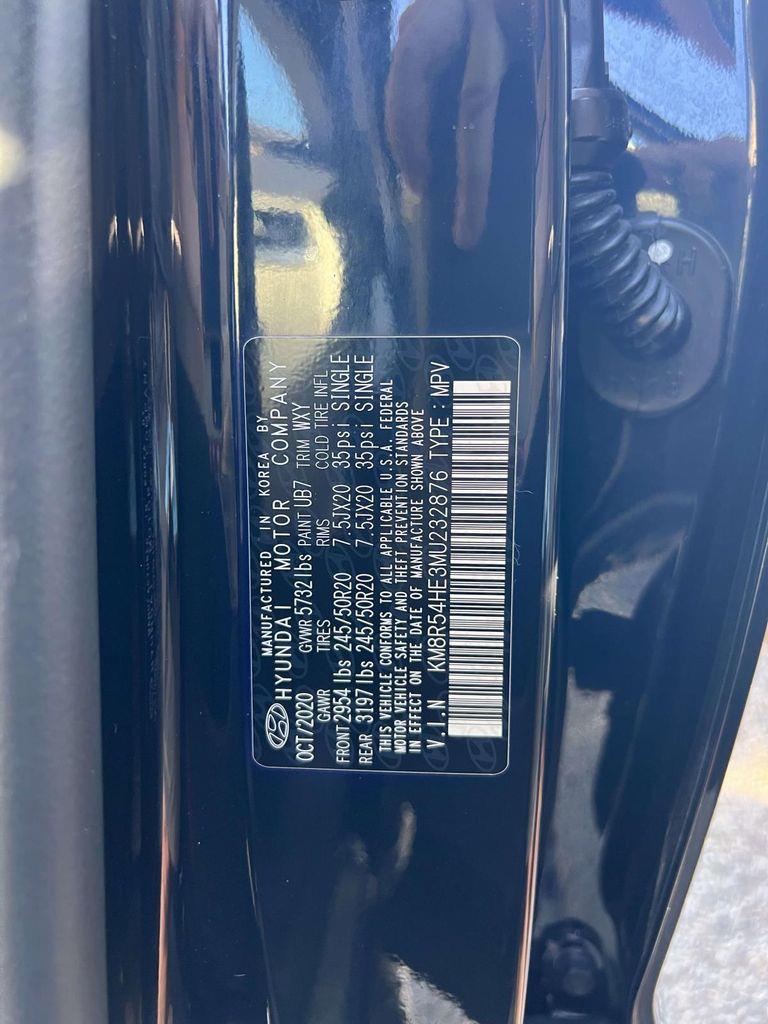 MANUFACTURED IN KOREA BY
HYUNDAI MOTOR COMPANY
OCT/2020 GVWR 5732 lbs PAINT UB7 TRIM WXY
GAWR TIRES RIMS COLD TIRE INFL
FRONT 2954 lbs 245/50R20 7.5JX20 35psi SINGLE
REAR 3197 lbs 245/50R20 7.5JX20 35psi SINGLE
THIS VEHICLE CONFORMS TO ALL APPLICABLE U.S.A. FEDERAL
MOTOR VEHICLE SAFETY AND THEFT PREVENTION STANDARDS
IN EFFECT ON THE DATE OF MANUFACTURE SHOWN ABOVE
V.I.N KM8R54HE3MU232876 TYPE : MPV
H